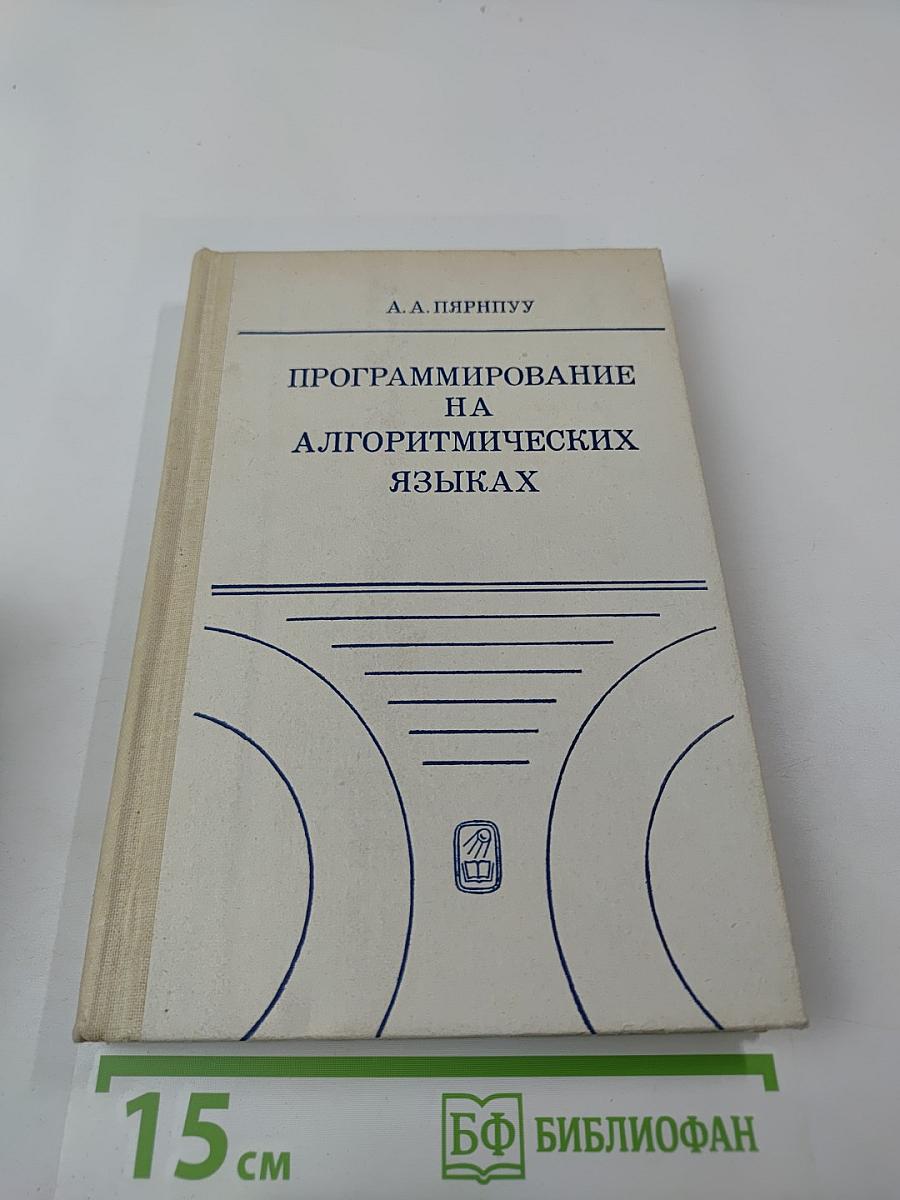 А. А. ПЯРНПУУ
ПРОГРАММИРОВАНИЕ
НА
АЛГОРИТМИЧЕСКИХ
ЯЗЫКАХ
15 см
БФ БИБЛИОФАН